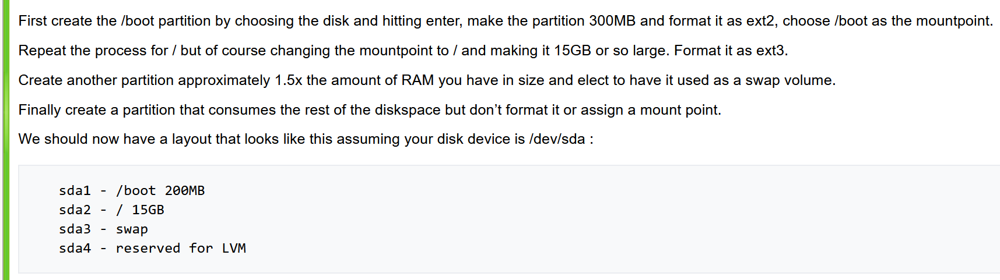 First create the /boot partition by choosing the disk and hitting enter, make the partition 300MB and format it as ext2, choose /boot as the mountpoint.
Repeat the process for / but of course changing the mountpoint to / and making it 15GB or so large. Format it as ext3.
Create another partition approximately 1.5x the amount of RAM you have in size and elect to have it used as a swap volume.
Finally create a partition that consumes the rest of the diskspace but don’t format it or assign a mount point.
We should now have a layout that looks like this assuming your disk device is /dev/sda :
sda1 - /boot 200MB
sda2 - / 15GB
sda3 - swap
sda4 - reserved for LVM